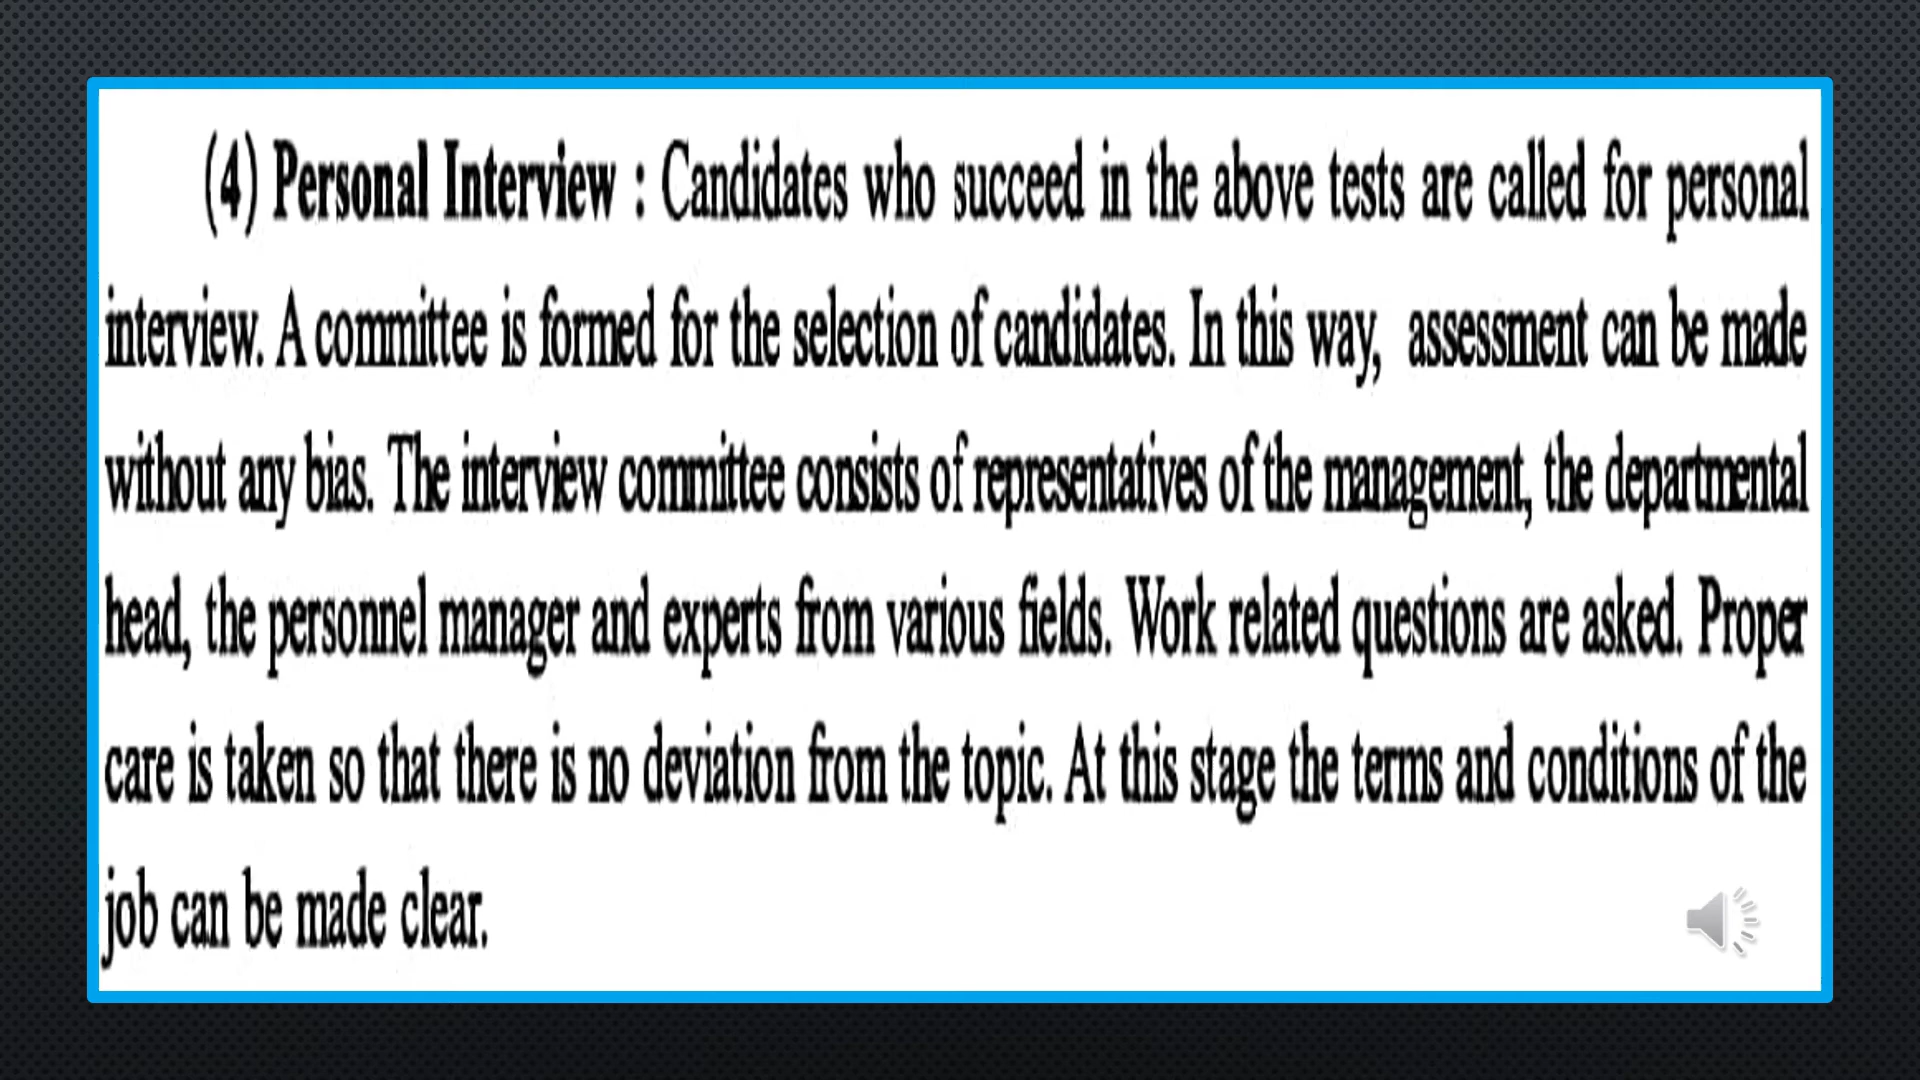 (4) Personal Interview : Candidates who succeed in the above tests are called for personal
interview. A committee is formed for the selection of candidates. In this way, assessment can be made
without any bias. The interview committee consists of representatives of the management, the departmental
head, the personnel manager and experts from various fields. Work related questions are asked. Proper
care is taken so that there is no deviation from the topic. At this stage the terms and conditions of the
job can be made clear.